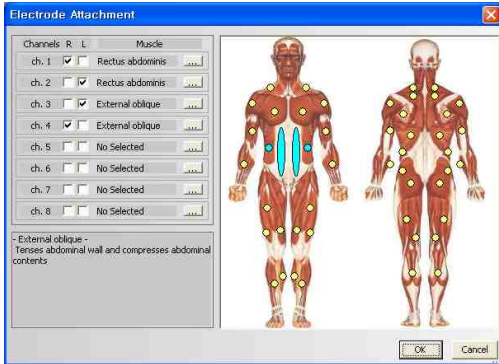 Electrode Attachment
Channels R L Muscle
ch. 1 Rectus abdominis ...
ch. 2 Rectus abdominis ...
ch. 3 External oblique ...
ch. 4 External oblique ...
ch. 5 No Selected ...
ch. 6 No Selected ...
ch. 7 No Selected ...
ch. 8 No Selected ...
- External oblique -
Tenses abdominal wall and compresses abdominal
contents
OK Cancel